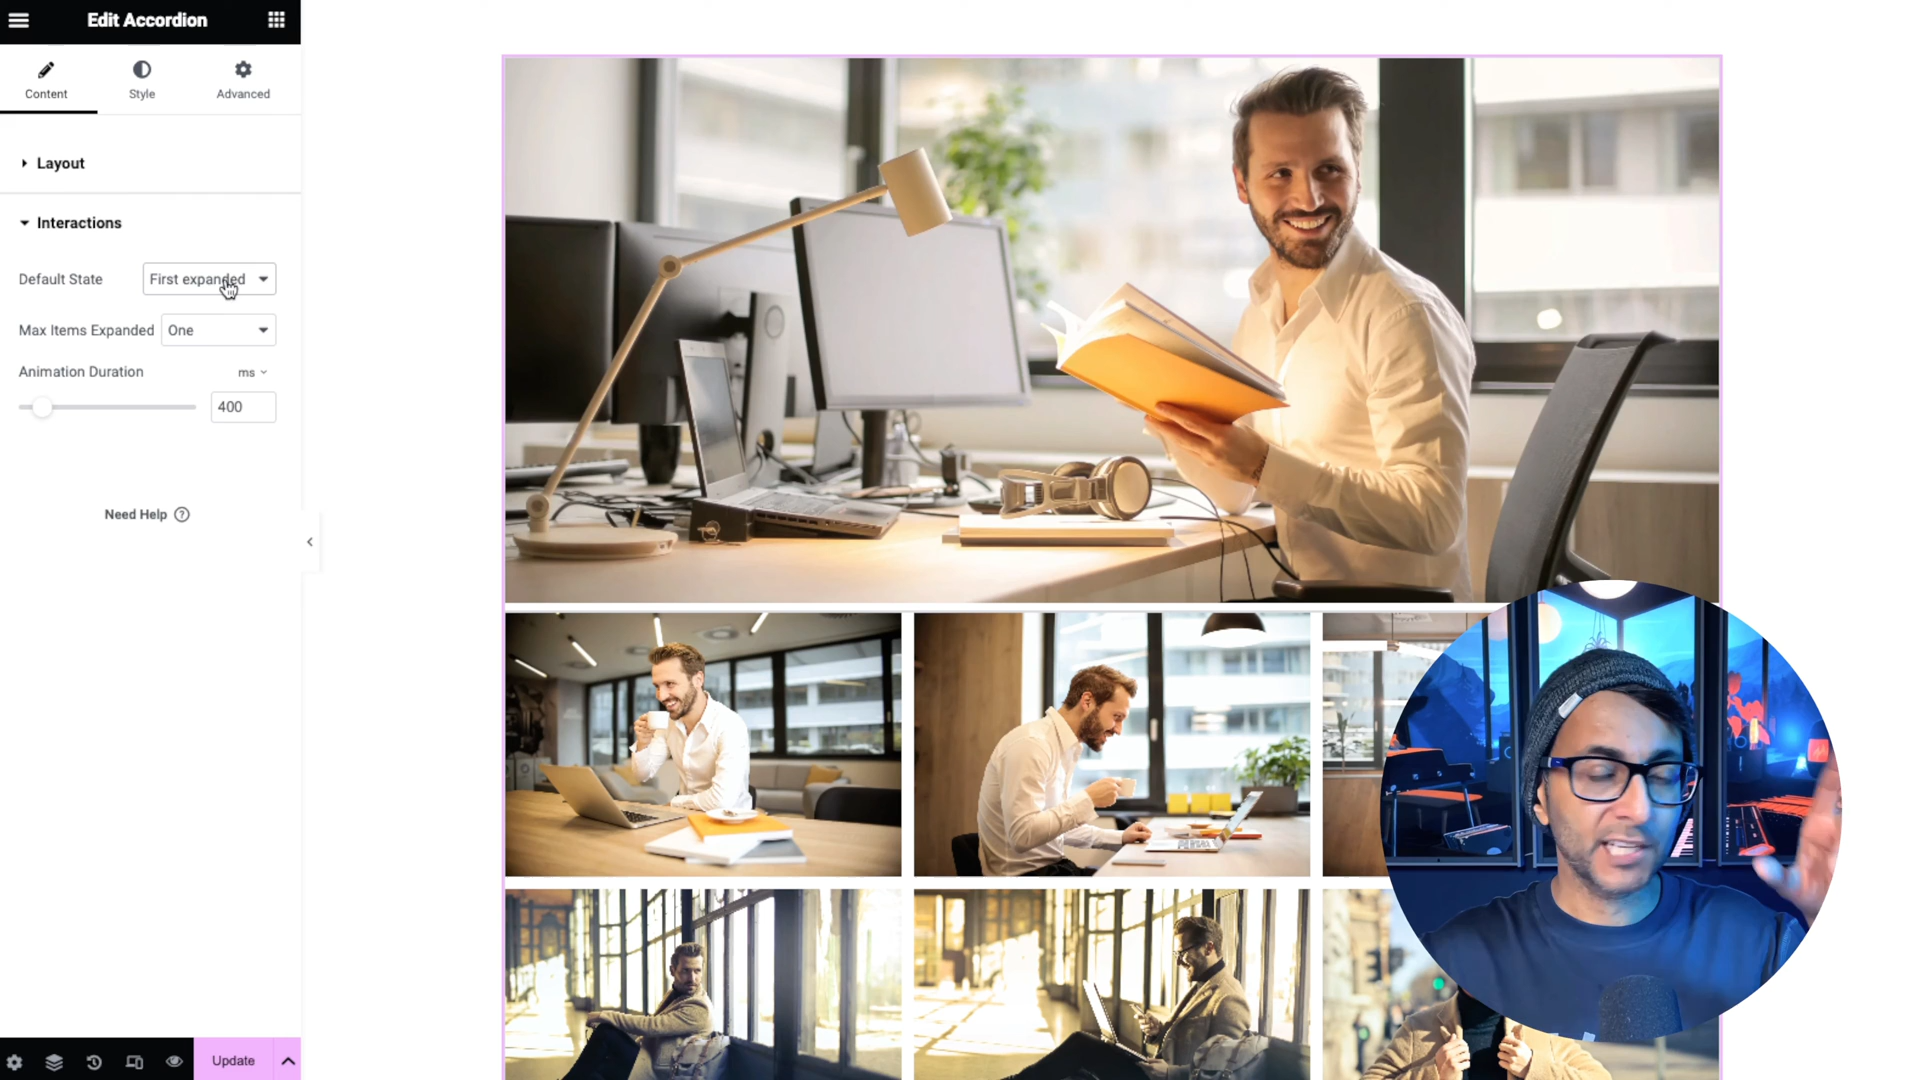 Edit Accordion
Content
Style
Advanced
Layout
Interactions
Default State
First expanded
Max Items Expanded
One
Animation Duration
ms
400
Need Help
Update